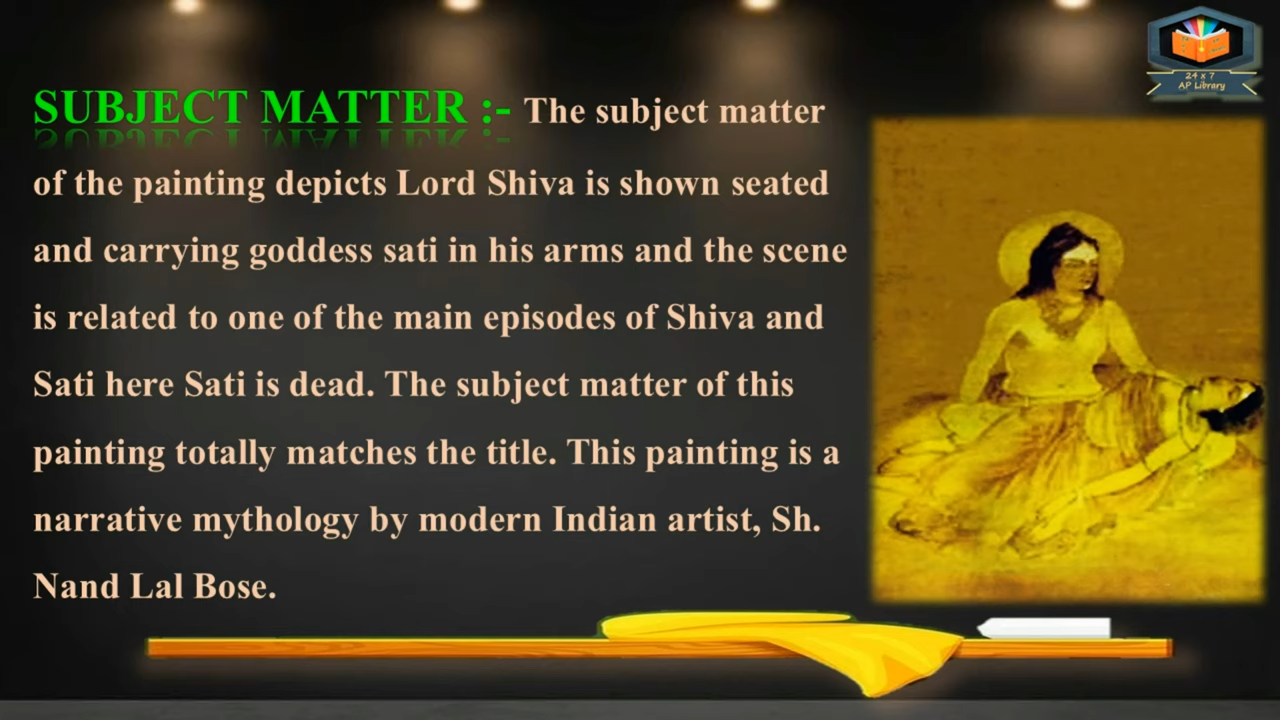 24 x 7
AP Library
SUBJECT MATTER :- The subject matter
of the painting depicts Lord Shiva is shown seated
and carrying goddess sati in his arms and the scene
is related to one of the main episodes of Shiva and
Sati here Sati is dead. The subject matter of this
painting totally matches the title. This painting is a
narrative mythology by modern Indian artist, Sh.
Nand Lal Bose.